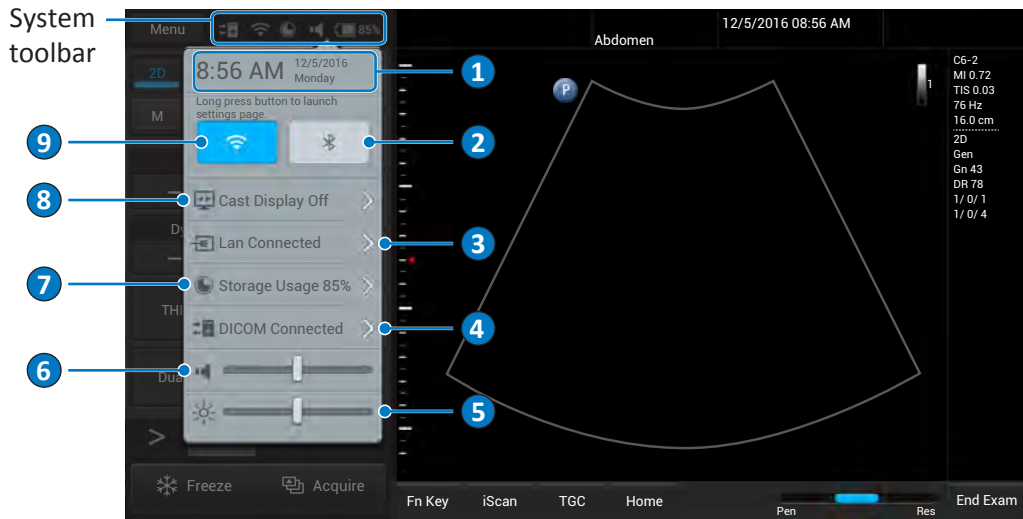 System
toolbar
Menu
85%
12/5/2016 08:56 AM
Abdomen
2D
8:56 AM
12/5/2016
Monday
1
Long press button to launch
settings page.
M
9
2
8
Cast Display Off
Lan Connected
3
7
Storage Usage 85%
THI
DICOM Connected
4
6
Dua
5
>
Freeze
Acquire
P
1
C6-2
MI 0.72
TIS 0.03
76 Hz
16.0 cm
2D
Gen
Gn 43
DR 78
1/ 0/ 1
1/ 0/ 4
Fn Key
iScan
TGC
Home
Pen
Res
End Exam